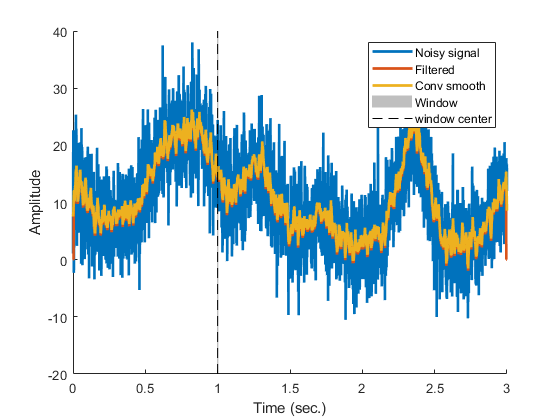 40
30
20
10
0
-10
-20
Amplitude
0
0.5
1
1.5
2
2.5
3
Time (sec.)
Noisy signal
Filtered
Conv smooth
Window
window center